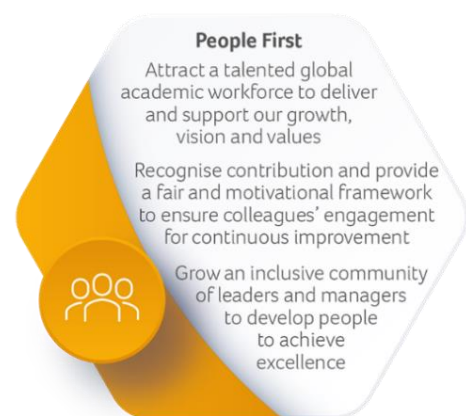 People First
Attract a talented global
academic workforce to deliver
and support our growth,
vision and values
Recognise contribution and provide
a fair and motivational framework
to ensure colleagues’ engagement
for continuous improvement
Grow an inclusive community
of leaders and managers
to develop people
to achieve
excellence